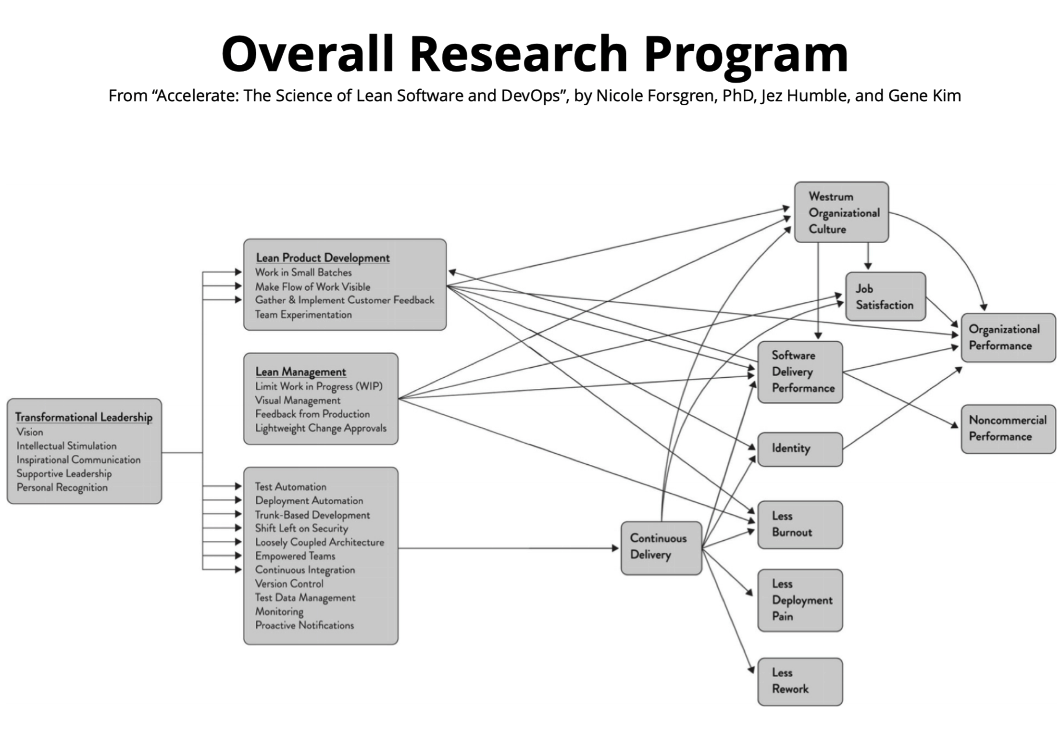 Overall Research Program
From “Accelerate: The Science of Lean Software and DevOps”, by Nicole Forsgren, PhD, Jez Humble, and Gene Kim
Transformational Leadership
Vision
Intellectual Stimulation
Inspirational Communication
Supportive Leadership
Personal Recognition
Lean Product Development
Work in Small Batches
Make Flow of Work Visible
Gather & Implement Customer Feedback
Team Experimentation
Lean Management
Limit Work in Progress (WIP)
Visual Management
Feedback from Production
Lightweight Change Approvals
Test Automation
Deployment Automation
Trunk-Based Development
Shift Left on Security
Loosely Coupled Architecture
Empowered Teams
Continuous Integration
Version Control
Test Data Management
Monitoring
Proactive Notifications
Continuous
Delivery
Westrum
Organizational
Culture
Job
Satisfaction
Software
Delivery
Performance
Identity
Less
Burnout
Less
Deployment
Pain
Less
Rework
Organizational
Performance
Noncommercial
Performance